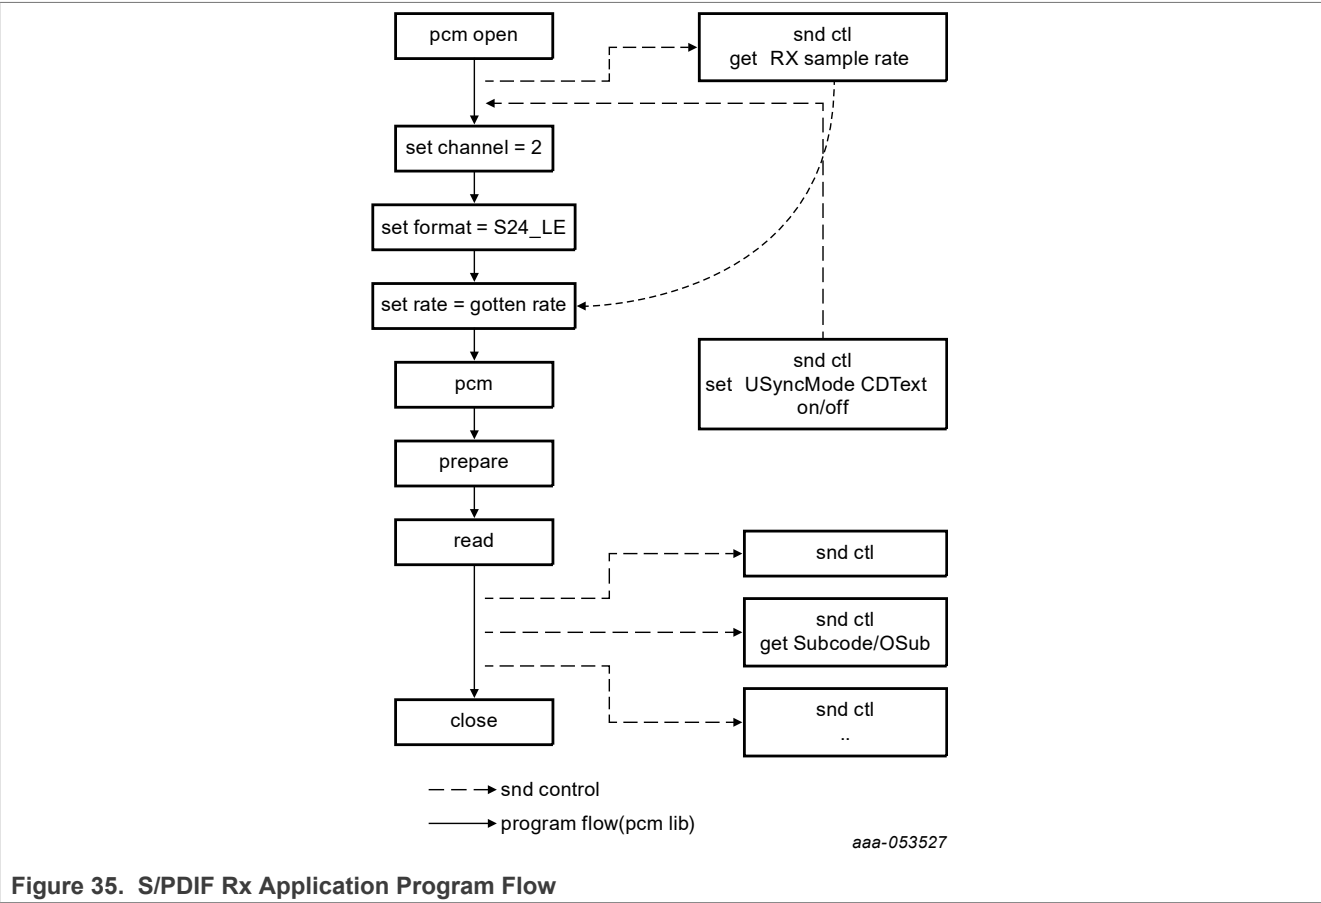 pcm open
snd ctl
get RX sample rate
set channel = 2
set format = S24_LE
set rate = gotten rate
snd ctl
set USyncMode CDText
on/off
pcm
prepare
read
snd ctl
snd ctl
get Subcode/OSub
close
snd ctl
..
snd control
program flow(pcm lib)
aaa-053527
Figure 35. S/PDIF Rx Application Program Flow